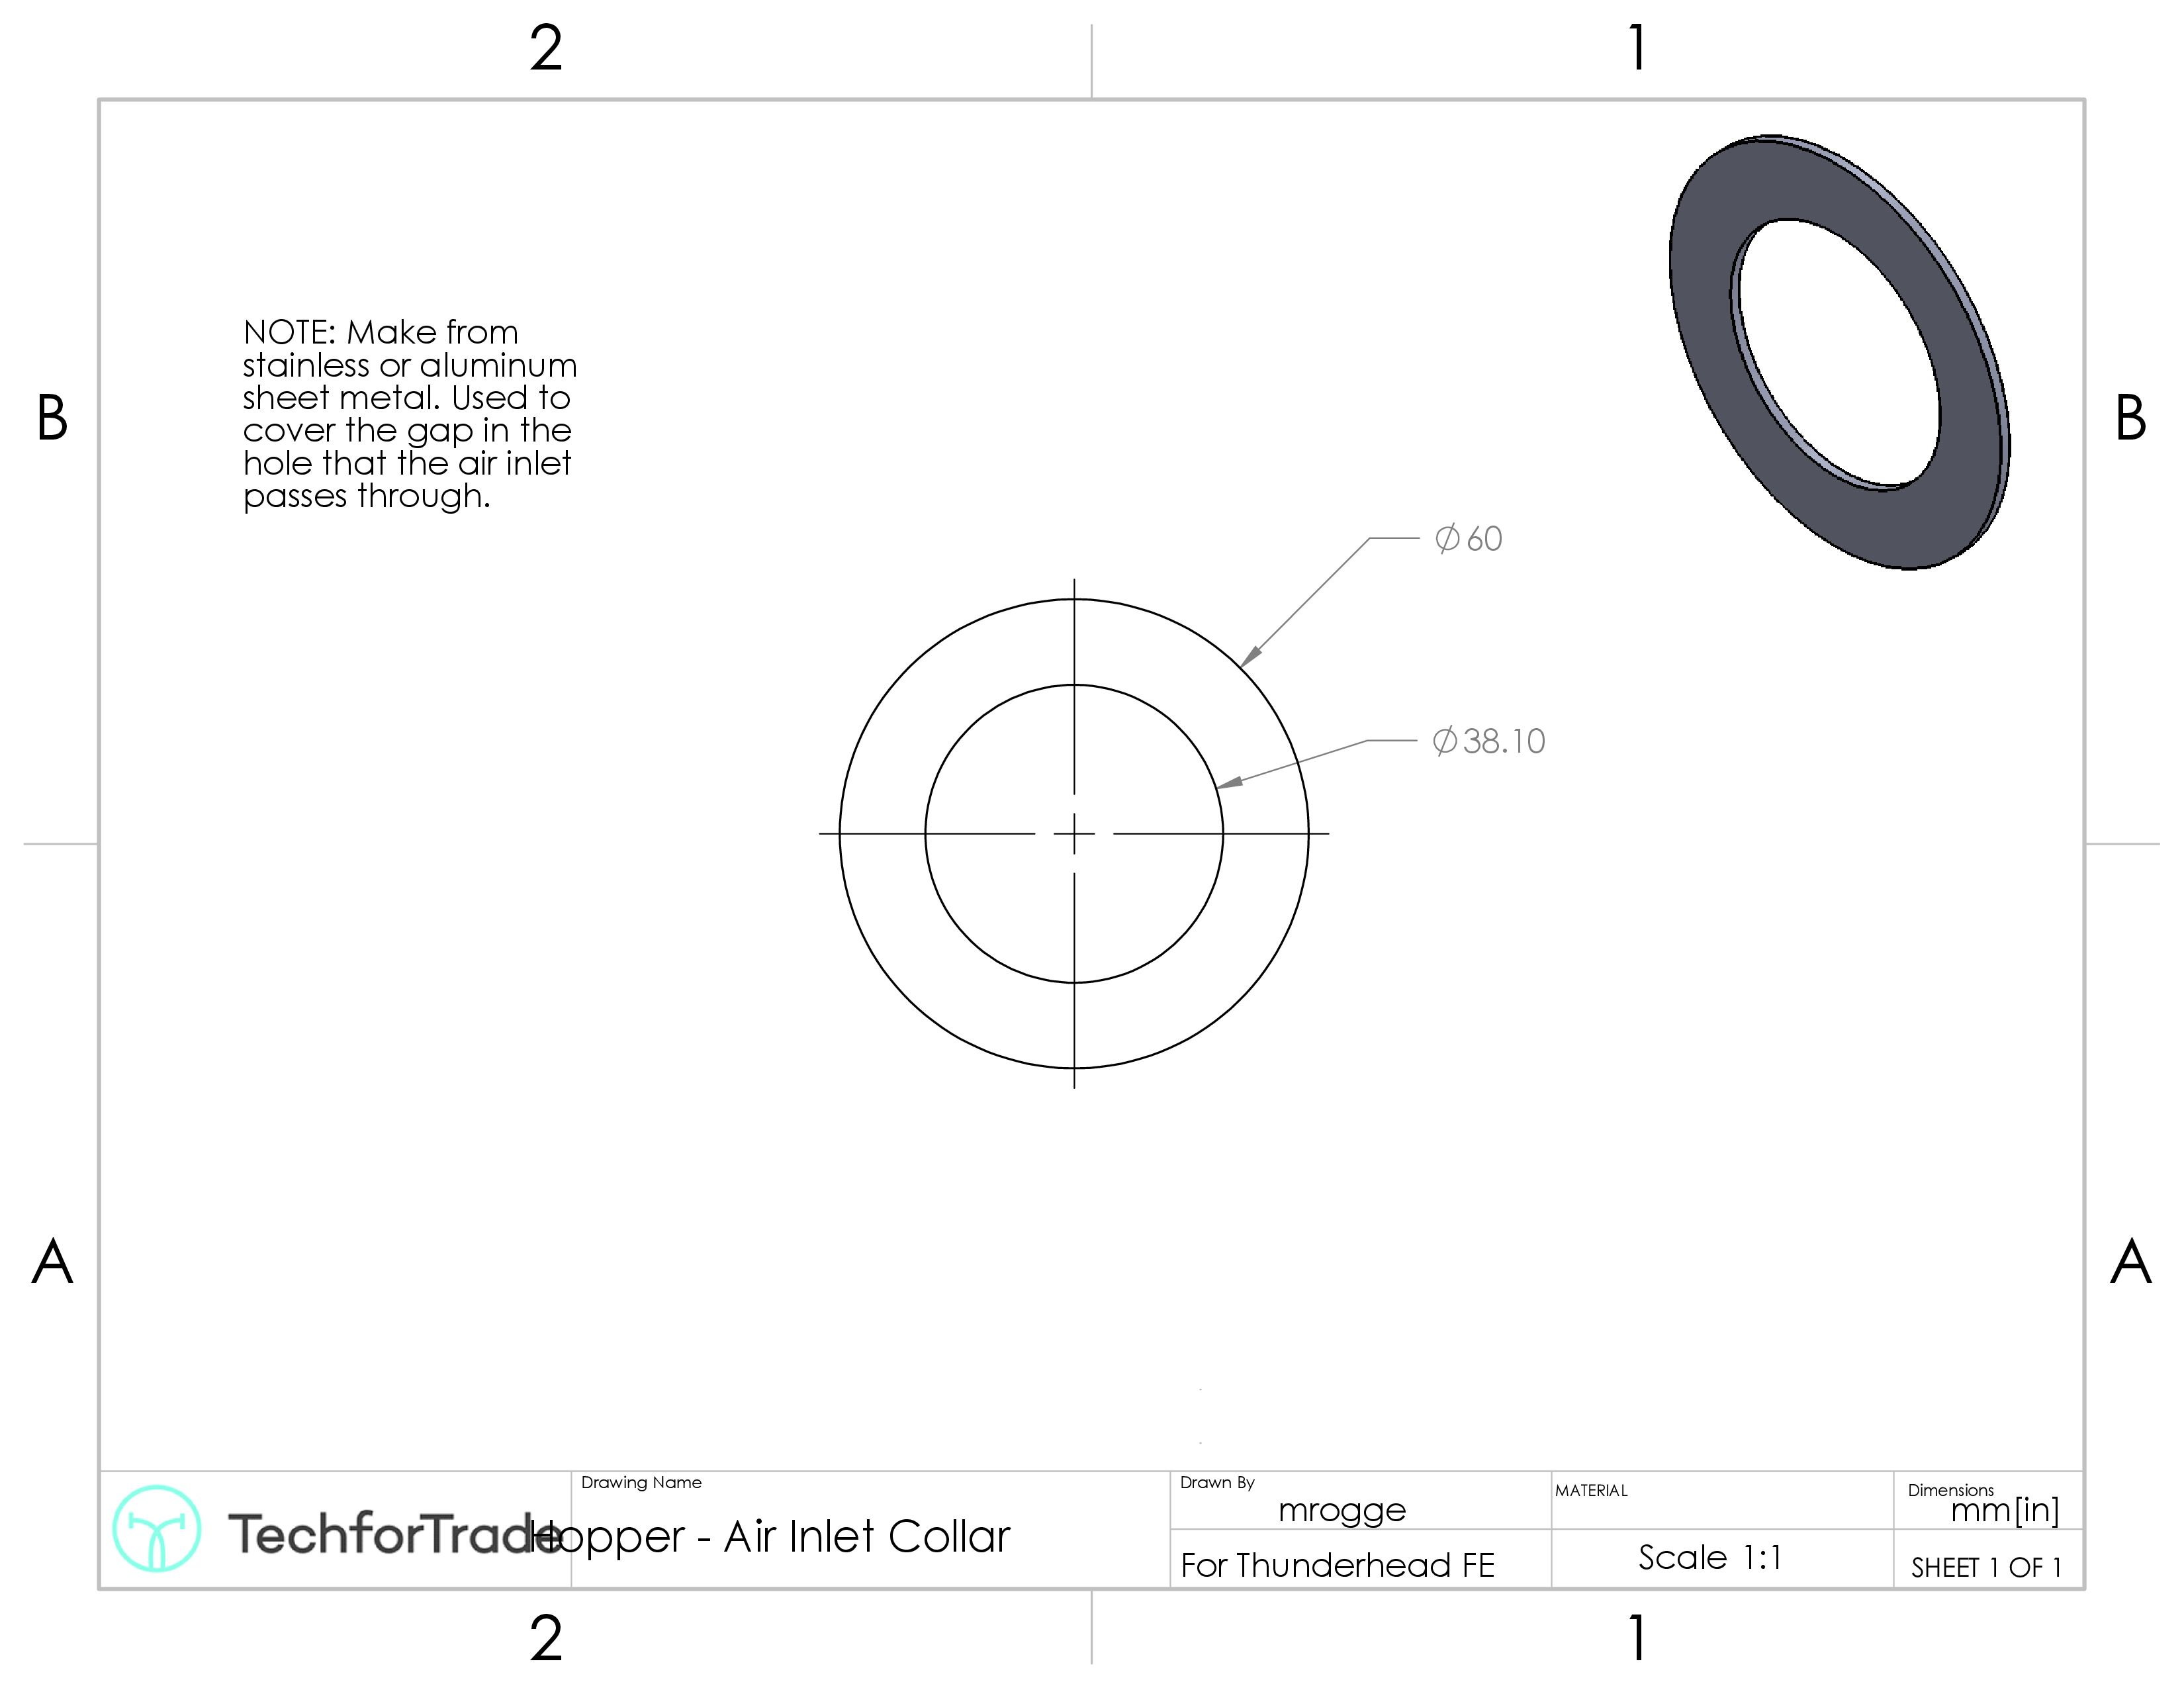 2
1
NOTE: Make from
stainless or aluminum
sheet metal. Used to
cover the gap in the
hole that the air inlet
passes through.
B
B
⌀60
⌀38.10
A
A
TechforTrade
Drawing Name
Hopper - Air Inlet Collar
Drawn By
mrogge
For Thunderhead FE
MATERIAL
Scale 1:1
Dimensions
mm[in]
SHEET 1 OF 1
2
1